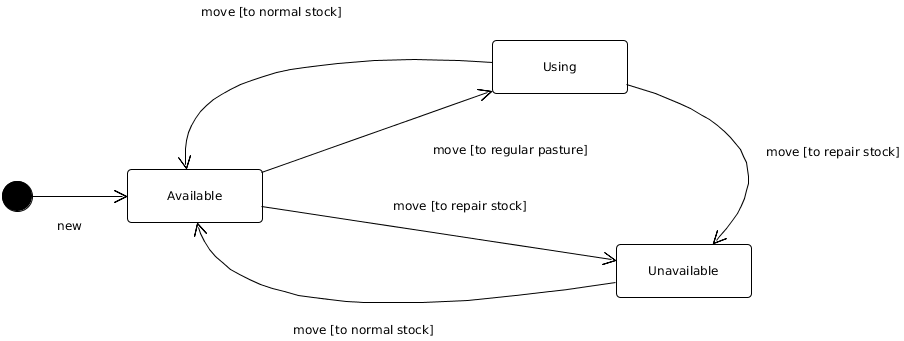 move [to normal stock]
Using
move [to regular pasture]
move [to repair stock]
Available
move [to repair stock]
new
Unavailable
move [to normal stock]